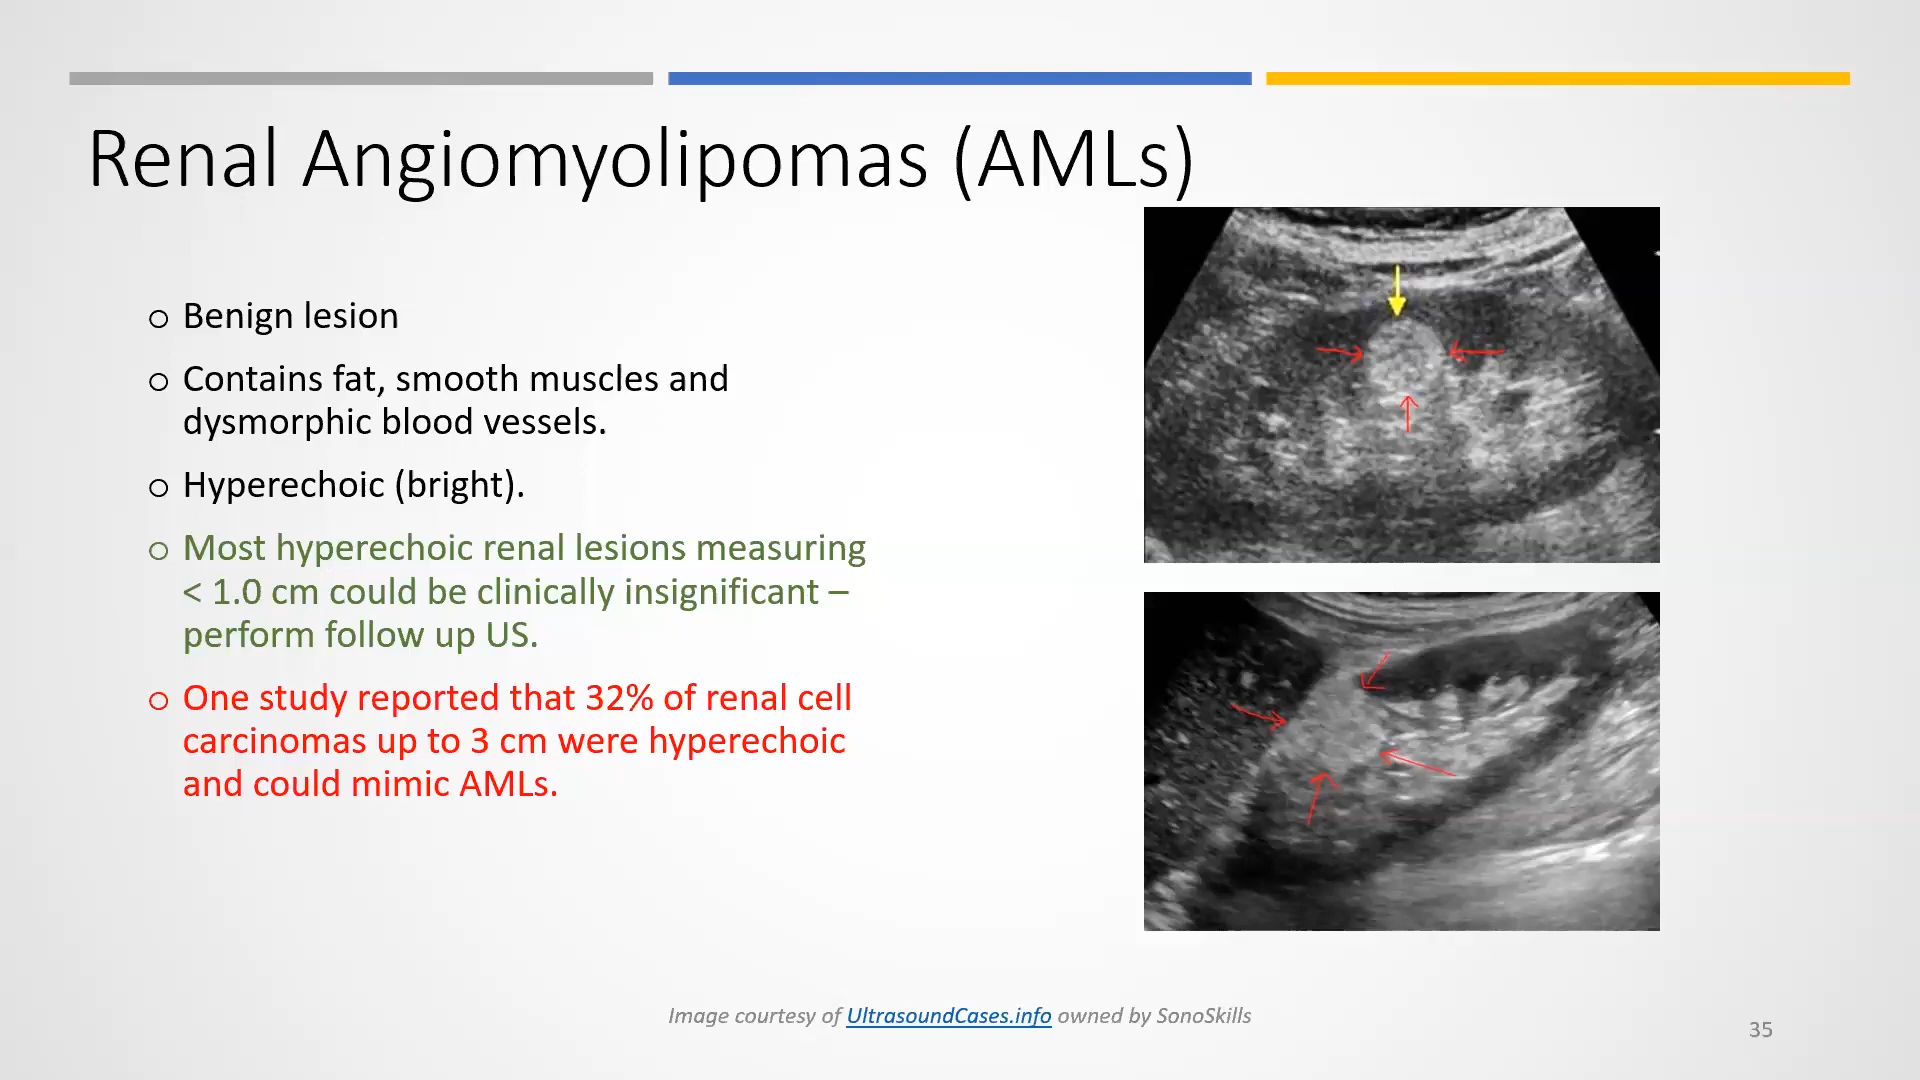 Renal Angiomyolipomas (AMLs)
o Benign lesion
o Contains fat, smooth muscles and
dysmorphic blood vessels.
o Hyperechoic (bright).
o Most hyperechoic renal lesions measuring
< 1.0 cm could be clinically insignificant –
perform follow up US.
o One study reported that 32% of renal cell
carcinomas up to 3 cm were hyperechoic
and could mimic AMLs.
Image courtesy of UltrasoundCases.info owned by SonoSkills
35